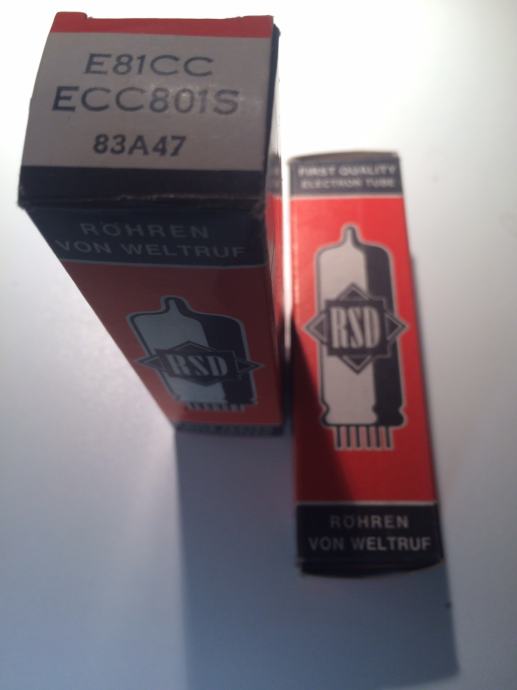 E81CC
ECC801S
83A47
RÖHREN
VON WELTRUF
RSD
FIRST QUALITY
ELECTRON TUBE
RSD
RÖHREN
VON WELTRUF